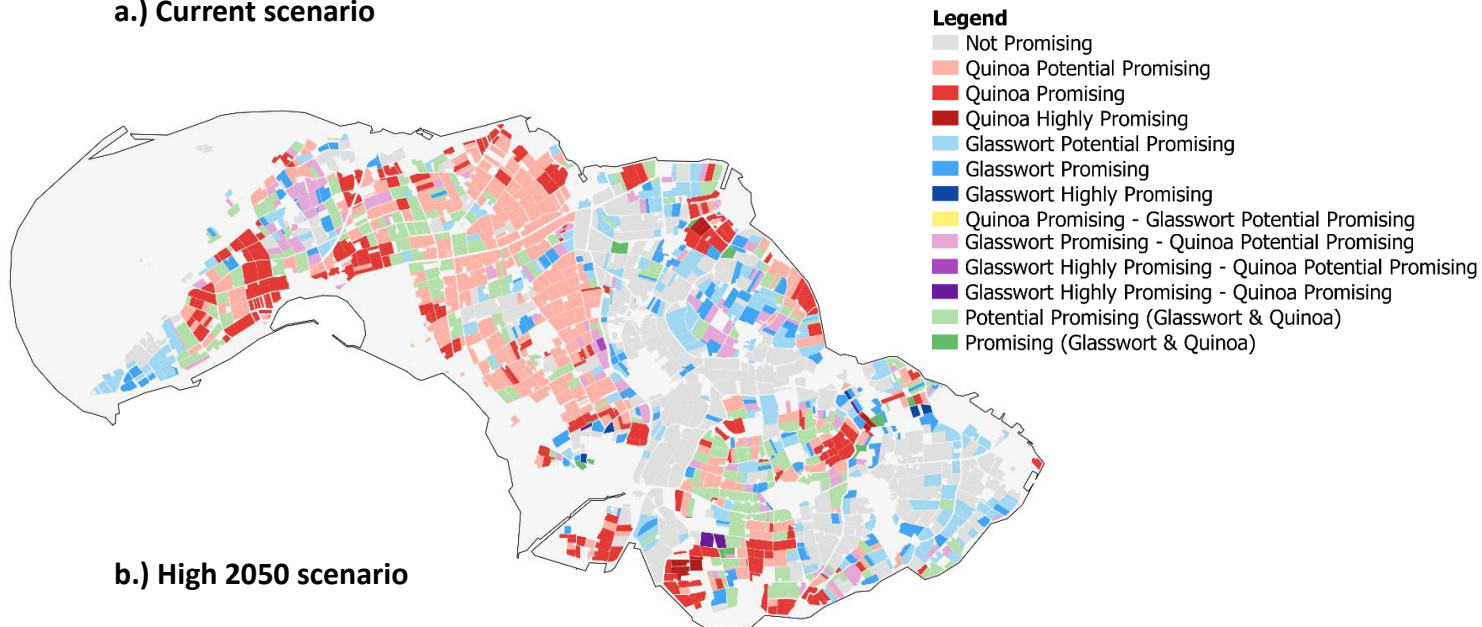 a.) Current scenario
Legend
Not Promising
Quinoa Potential Promising
Quinoa Promising
Quinoa Highly Promising
Glasswort Potential Promising
Glasswort Promising
Glasswort Highly Promising
Quinoa Promising - Glasswort Potential Promising
Glasswort Promising - Quinoa Potential Promising
Glasswort Highly Promising - Quinoa Potential Promising
Glasswort Highly Promising - Quinoa Promising
Potential Promising (Glasswort & Quinoa)
Promising (Glasswort & Quinoa)
b.) High 2050 scenario